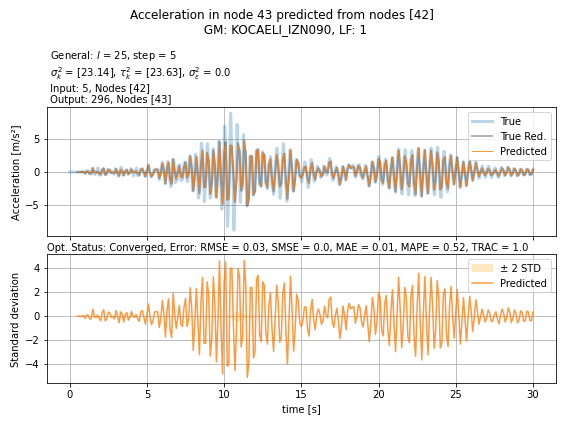 Acceleration in node 43 predicted from nodes [42]
GM: KOCAELI_IZN090, LF: 1
General: l = 25, step = 5
σ²ₖ = [23.14], τ²ₖ = [23.63], σ²ε = 0.0
Input: 5, Nodes [42]
Output: 296, Nodes [43]
Acceleration [m/s²]
5
0
−5
True
True Red.
Predicted
Opt. Status: Converged, Error: RMSE = 0.03, SMSE = 0.0, MAE = 0.01, MAPE = 0.52, TRAC = 1.0
Standard deviation
4
2
0
−2
−4
± 2 STD
Predicted
0 5 10 15 20 25 30
time [s]